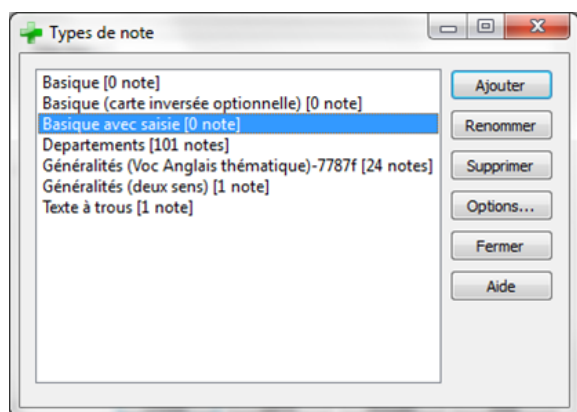 Types de note
Basique [0 note]
Basique (carte inversée optionnelle) [0 note]
Basique avec saisie [0 note]
Departements [101 notes]
Généralités (Voc Anglais thématique)-7787f [24 notes]
Généralités (deux sens) [1 note]
Texte à trous [1 note]
Ajouter
Renommer
Supprimer
Options...
Fermer
Aide